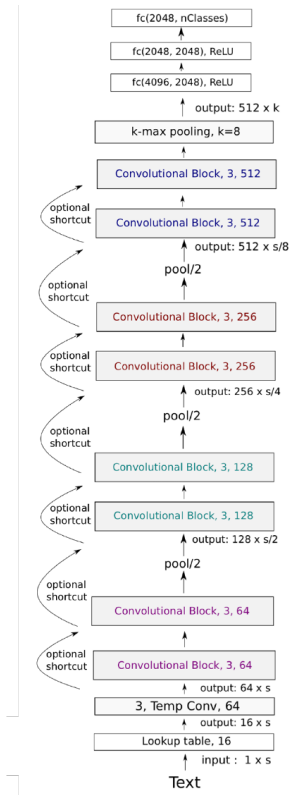 fc(2048, nClasses)
fc(2048, 2048), ReLU
fc(4096, 2048), ReLU
output: 512 x k
k-max pooling, k=8
Convolutional Block, 3, 512
optional
shortcut
Convolutional Block, 3, 512
output: 512 x s/8
pool/2
optional
shortcut
Convolutional Block, 3, 256
optional
shortcut
Convolutional Block, 3, 256
output: 256 x s/4
pool/2
optional
shortcut
Convolutional Block, 3, 128
optional
shortcut
Convolutional Block, 3, 128
output: 128 x s/2
pool/2
optional
shortcut
Convolutional Block, 3, 64
optional
shortcut
Convolutional Block, 3, 64
output: 64 x s
3, Temp Conv, 64
output: 16 x s
Lookup table, 16
input : 1 x s
Text